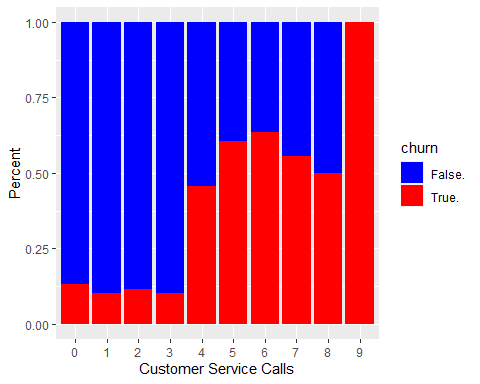 1.00
0.75
0.50
0.25
0.00
Percent
0 1 2 3 4 5 6 7 8 9
Customer Service Calls
churn
False.
True.